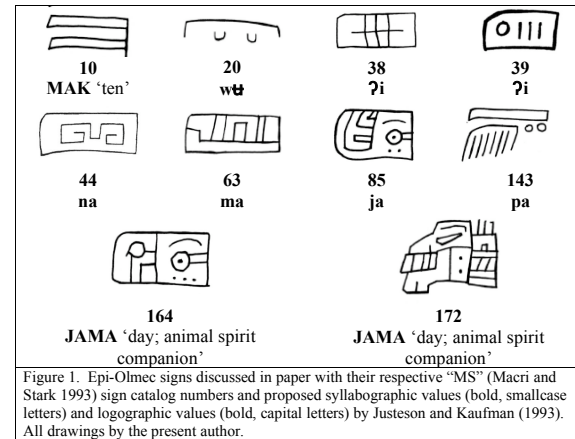 10 20 38 39
MAK ‘ten’ wʉ ʔi ʔi
44 63 85 143
na ma ja pa
164 172
JAMA ‘day; animal spirit JAMA ‘day; animal spirit
companion’ companion’
Figure 1.  Epi-Olmec signs discussed in paper with their respective “MS” (Macri and
Stark 1993) sign catalog numbers and proposed syllabographic values (bold, smallcase
letters) and logographic values (bold, capital letters) by Justeson and Kaufman (1993).
All drawings by the present author.